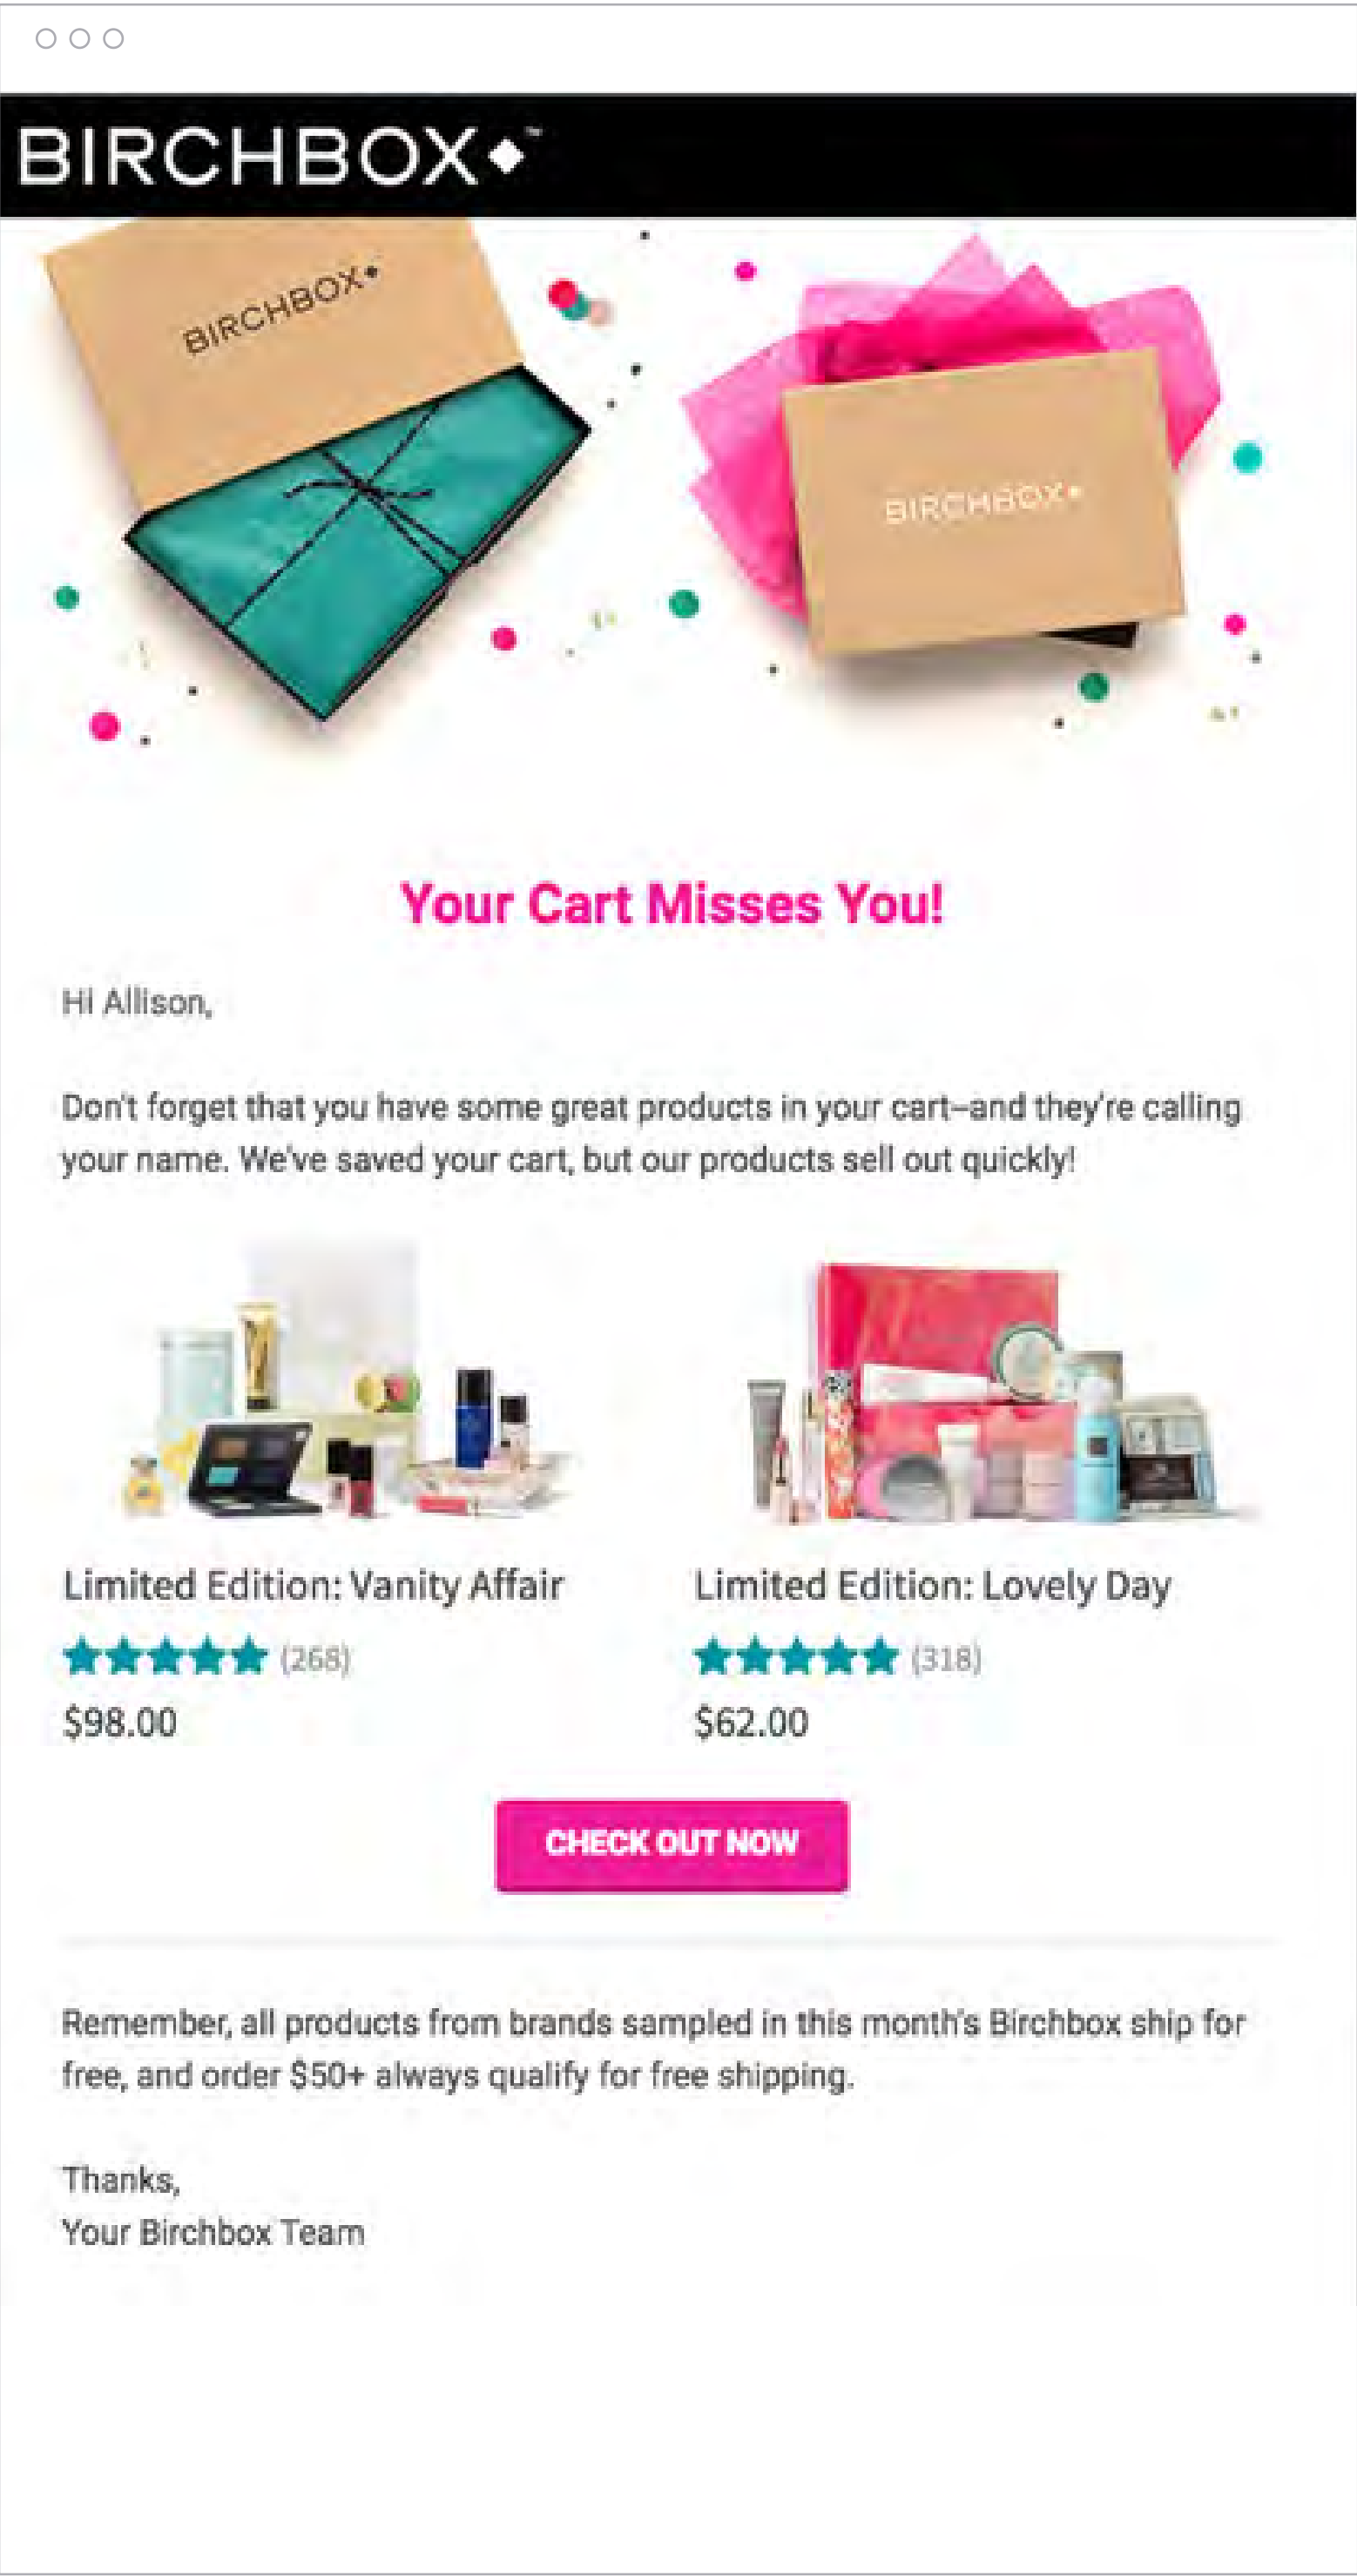 BIRCHBOX™
BIRCHBOX
BIRCHBOX
Your Cart Misses You!
Hi Allison,
Don't forget that you have some great products in your cart–and they're calling
your name. We've saved your cart, but our products sell out quickly!
Limited Edition: Vanity Affair
Limited Edition: Lovely Day
(268)
(318)
$98.00
$62.00
CHECK OUT NOW
Remember, all products from brands sampled in this month's Birchbox ship for
free, and order $50+ always qualify for free shipping.
Thanks,
Your Birchbox Team